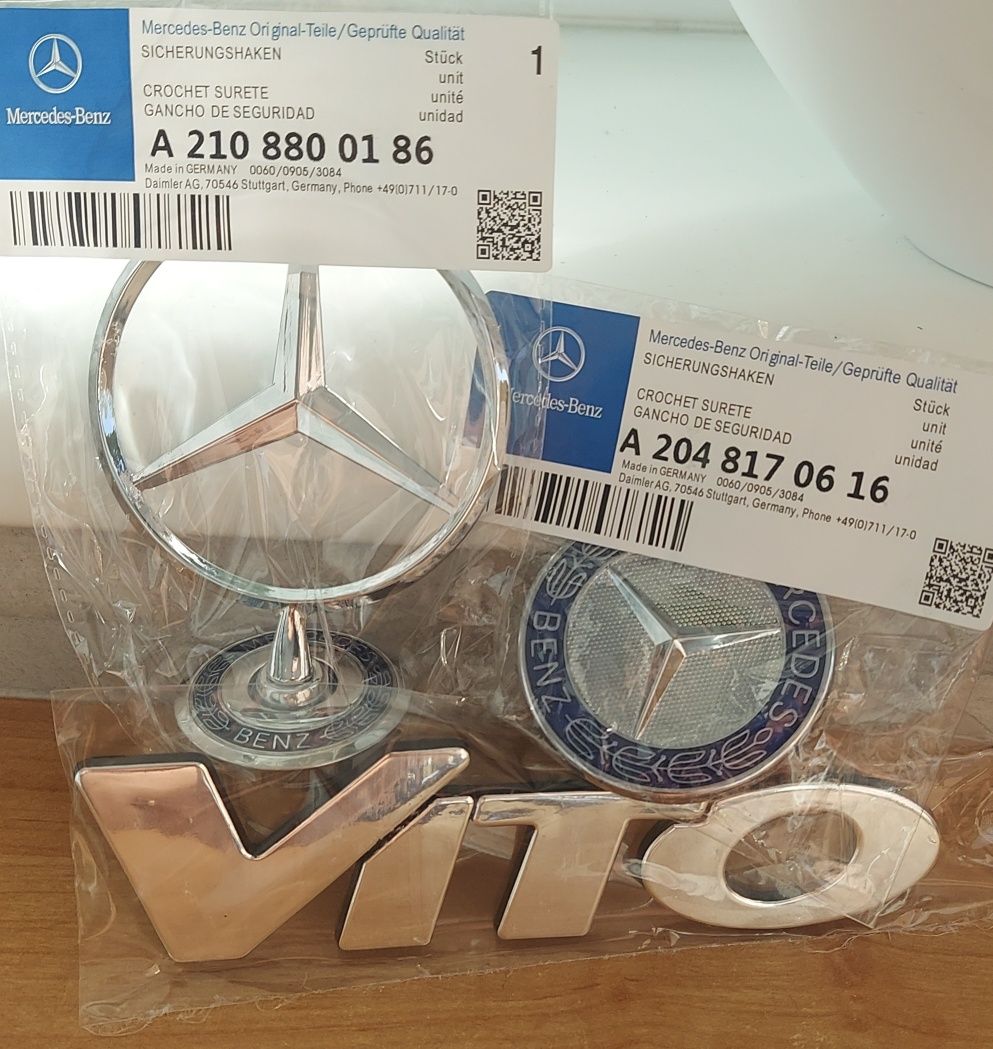 Mercedes-Benz Original-Teile/Geprüfte Qualität
SICHERUNGSHAKEN
Stück
1
unit
CROCHET SURETE
unité
GANCHO DE SEGURIDAD
unidad
A 210 880 01 86
Made in GERMANY 0060/0905/3084
Daimler AG, 70546 Stuttgart, Germany, Phone +49(0)711/17-0
Mercedes-Benz
Mercedes-Benz Original-Teile/Geprüfte Qualität
SICHERUNGSHAKEN
Stück
unit
CROCHET SURETE
unité
GANCHO DE SEGURIDAD
unidad
A 204 817 06 16
Made in GERMANY 0060/0905/3084
Daimler AG, 70546 Stuttgart, Germany, Phone +49(0)711/17-0
ercedes-Benz
BENZ
BENZ
RCEDES
VITO